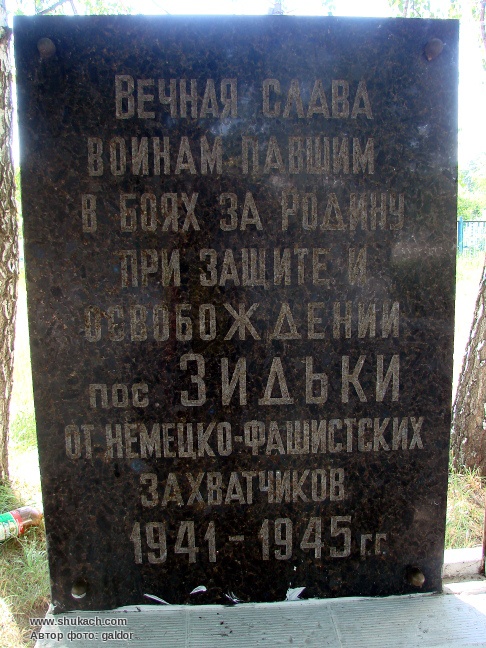 Вечная слава
воинам павшим
в боях за Родину
при защите и
освобождении
пос Зидьки
от немецко-фашистских
захватчиков
1941-1945 гг
www.shukach.com
Автор фото: galdor